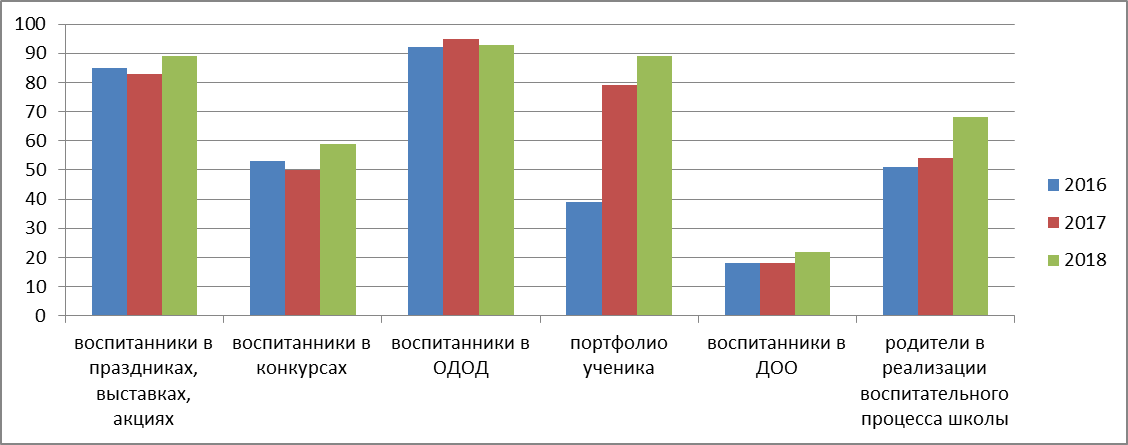 100
90
80
70
60
50
40
30
20
10
0
воспитанники в
праздниках,
выставках,
акциях
воспитанники в
конкурсах
воспитанники в
ОДОД
портфолио
ученика
воспитанники в
ДОО
родители в
реализации
воспитательного
процесса школы
2016
2017
2018